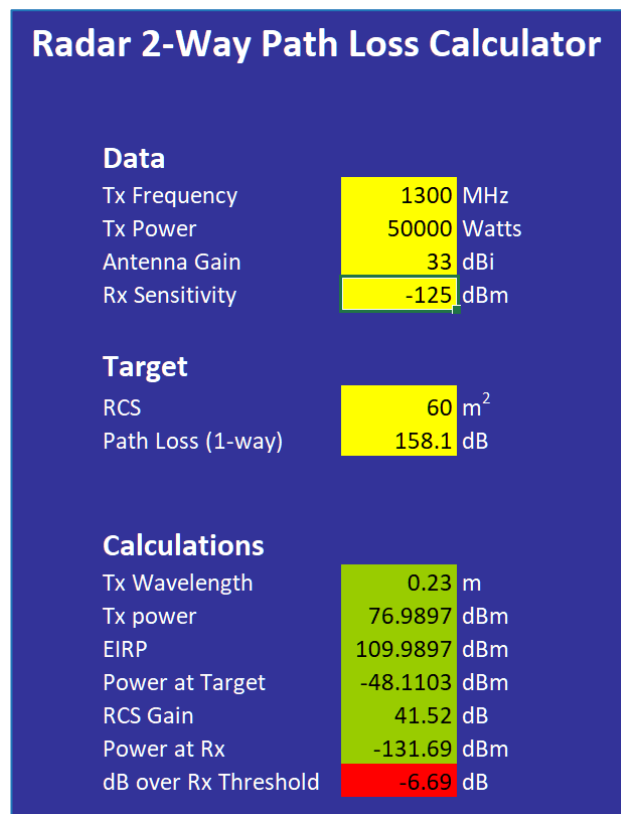 Radar 2-Way Path Loss Calculator
Data
Tx Frequency 1300 MHz
Tx Power 50000 Watts
Antenna Gain 33 dBi
Rx Sensitivity -125 dBm
Target
RCS 60 m²
Path Loss (1-way) 158.1 dB
Calculations
Tx Wavelength 0.23 m
Tx power 76.9897 dBm
EIRP 109.9897 dBm
Power at Target -48.1103 dBm
RCS Gain 41.52 dB
Power at Rx -131.69 dBm
dB over Rx Threshold -6.69 dB